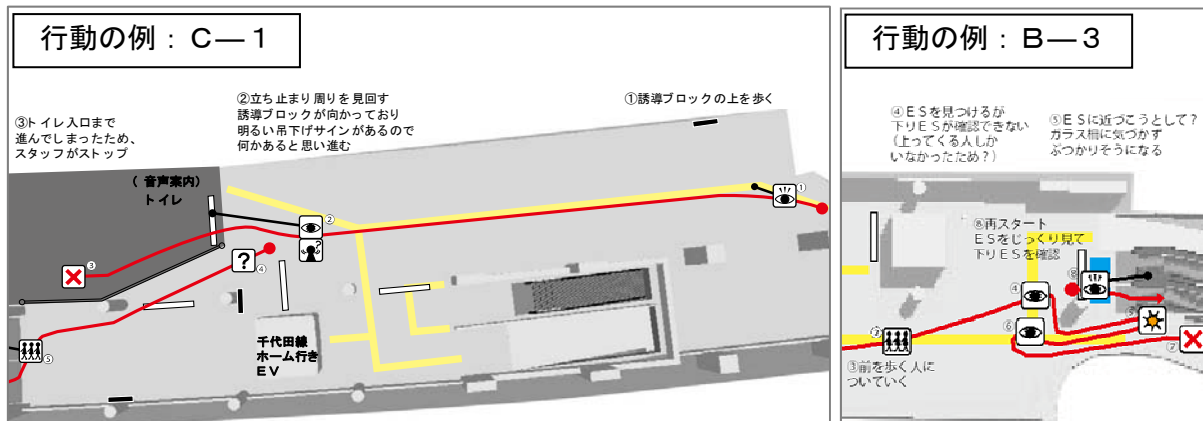 行動の例：Ｃ―１
③トイレ入口まで
進んでしまったため、
スタッフがストップ
②立ち止まり周りを見回す
誘導ブロックが向かっており
明るい吊下げサインがあるので
何かあると思い進む
①誘導ブロックの上を歩く
（音声案内）
トイレ
①
②
③
?
④
⑤
千代田線
ホーム行き
ＥＶ
行動の例：Ｂ―３
④ＥＳを見つけるが
下りＥＳが確認できない
（上ってくる人しか
いなかったため？）
⑤ＥＳに近づこうとして？
ガラス柵に気づかず
ぶつかりそうになる
⑧再スタート
ＥＳをじっくり見て
下りＥＳを確認
④
⑥
⑦
③前を歩く人に
ついていく